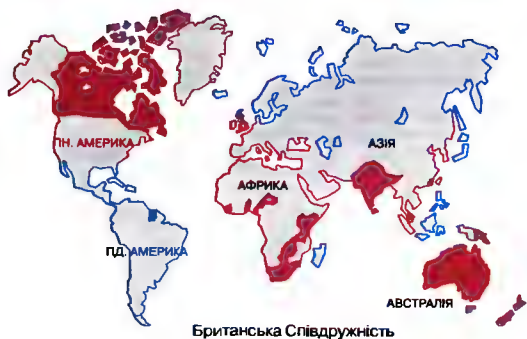 ПН. АМЕРИКА
АЗІЯ
АФРИКА
ПД. АМЕРИКА
АВСТРАЛІЯ
Британська Співдружність